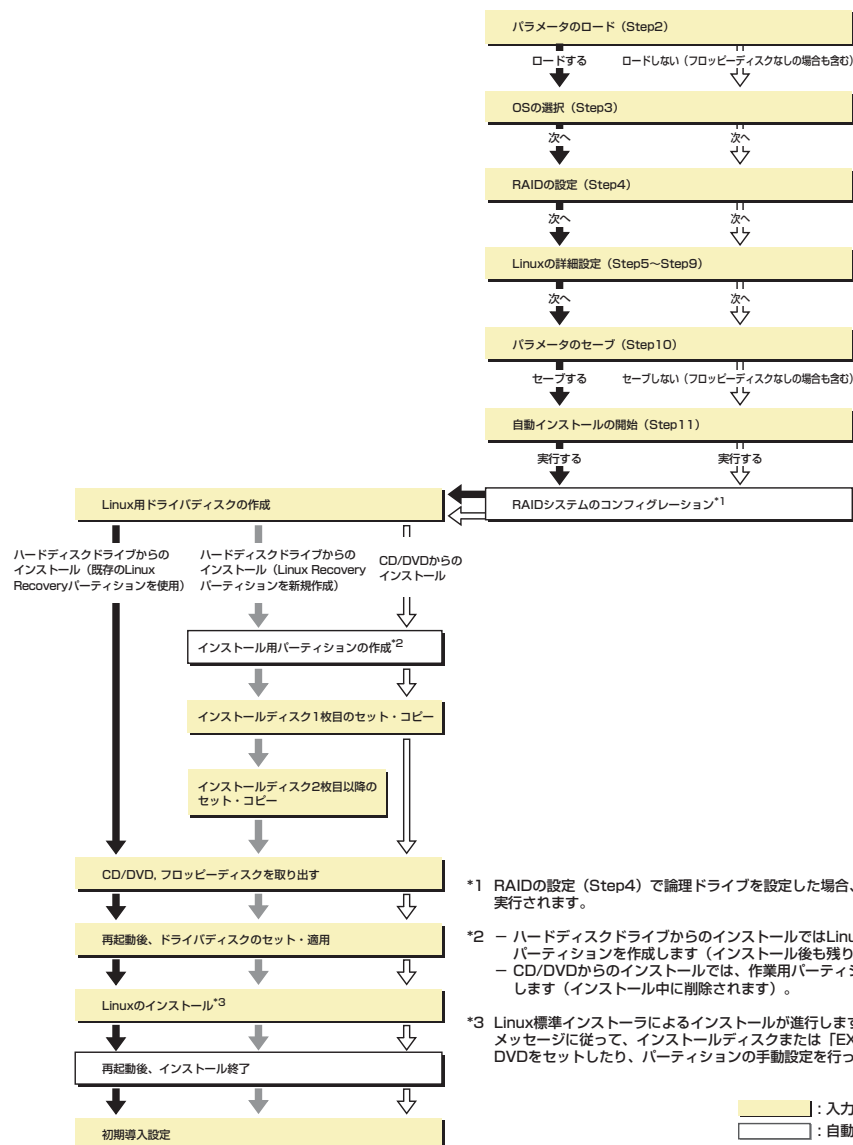 パラメータのロード（Step2）
ロードする
ロードしない（フロッピーディスクなしの場合も含む）
OSの選択（Step3）
次へ
次へ
RAIDの設定（Step4）
次へ
次へ
Linuxの詳細設定（Step5～Step9）
次へ
次へ
パラメータのセーブ（Step10）
セーブする
セーブしない（フロッピーディスクなしの場合も含む）
自動インストールの開始（Step11）
実行する
実行する
Linux用ドライバディスクの作成
RAIDシステムのコンフィグレーション*1
ハードディスクドライブからの
インストール（既存のLinux
Recoveryパーティションを使用）
ハードディスクドライブからの
インストール（Linux Recovery
パーティションを新規作成）
CD/DVDからの
インストール
インストール用パーティションの作成*2
インストールディスク1枚目のセット・コピー
インストールディスク2枚目以降の
セット・コピー
CD/DVD, フロッピーディスクを取り出す
再起動後、ドライバディスクのセット・適用
Linuxのインストール*3
再起動後、インストール終了
初期導入設定
*1 RAIDの設定（Step4）で論理ドライブを設定した場合、
実行されます。
*2 － ハードディスクドライブからのインストールではLinu
パーティションを作成します（インストール後も残り
－ CD/DVDからのインストールでは、作業用パーティシ
します（インストール中に削除されます）。
*3 Linux標準インストーラによるインストールが進行します
メッセージに従って、インストールディスクまたは「EX
DVDをセットしたり、パーティションの手動設定を行っ
：入力
：自動